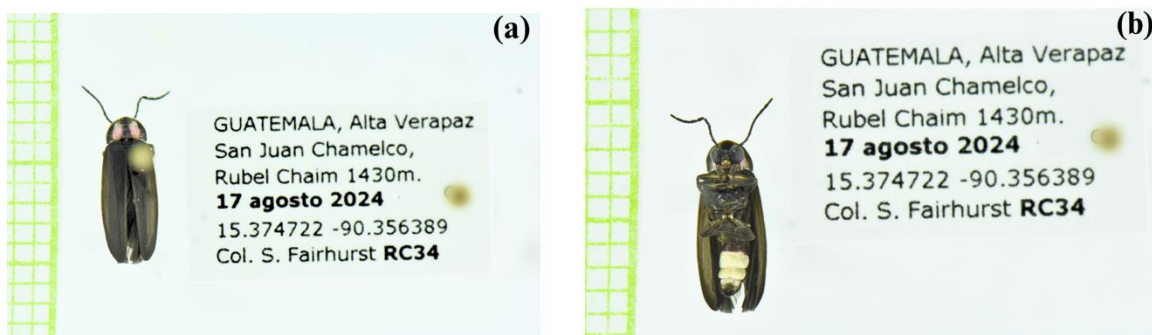 (a)
GUATEMALA, Alta Verapaz
San Juan Chamelco,
Rubel Chaim 1430m.
17 agosto 2024
15.374722 -90.356389
Col. S. Fairhurst RC34
(b)
GUATEMALA, Alta Verapaz
San Juan Chamelco,
Rubel Chaim 1430m.
17 agosto 2024
15.374722 -90.356389
Col. S. Fairhurst RC34